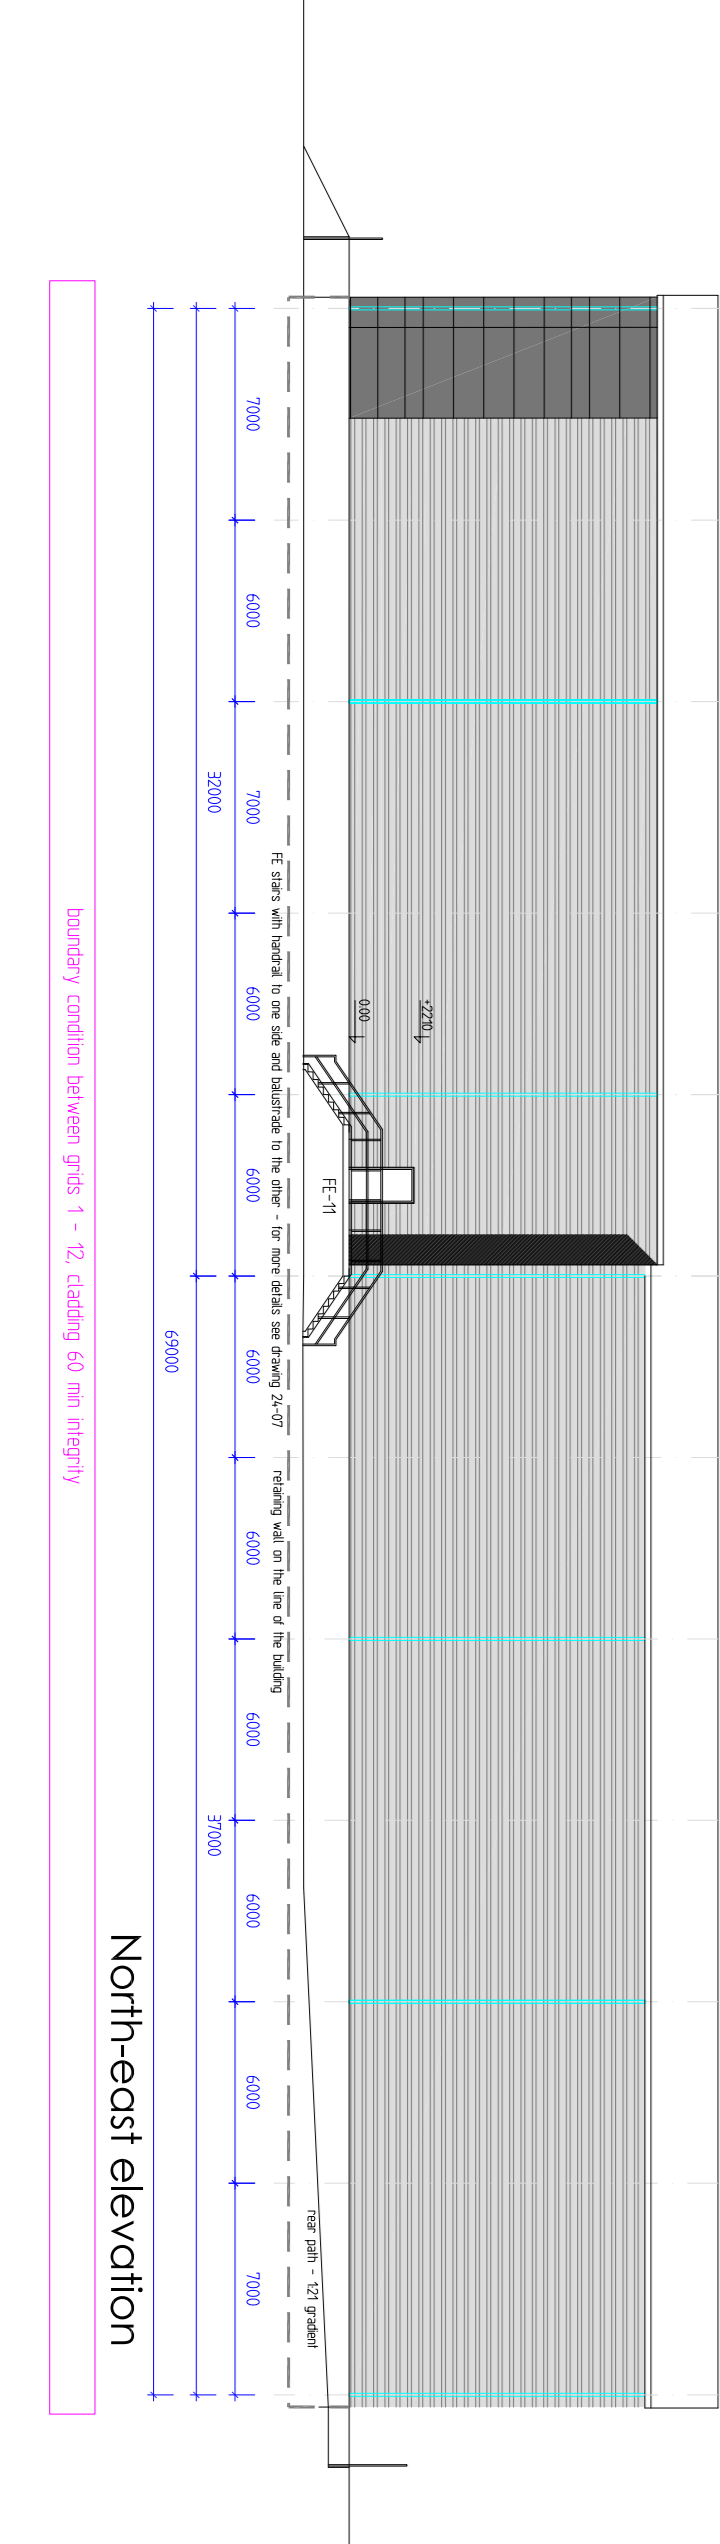 +2210
0.00
FE-11
rear path - 1:21 gradient
FE stairs with handrail to one side and balustrade to the other - for more details see drawing 24-07
retaining wall on the line of the building
7000
6000
7000
6000
6000
6000
6000
6000
6000
6000
7000
32000
37000
69000
North-east elevation
boundary condition between grids 1 - 12, cladding 60 min integrity